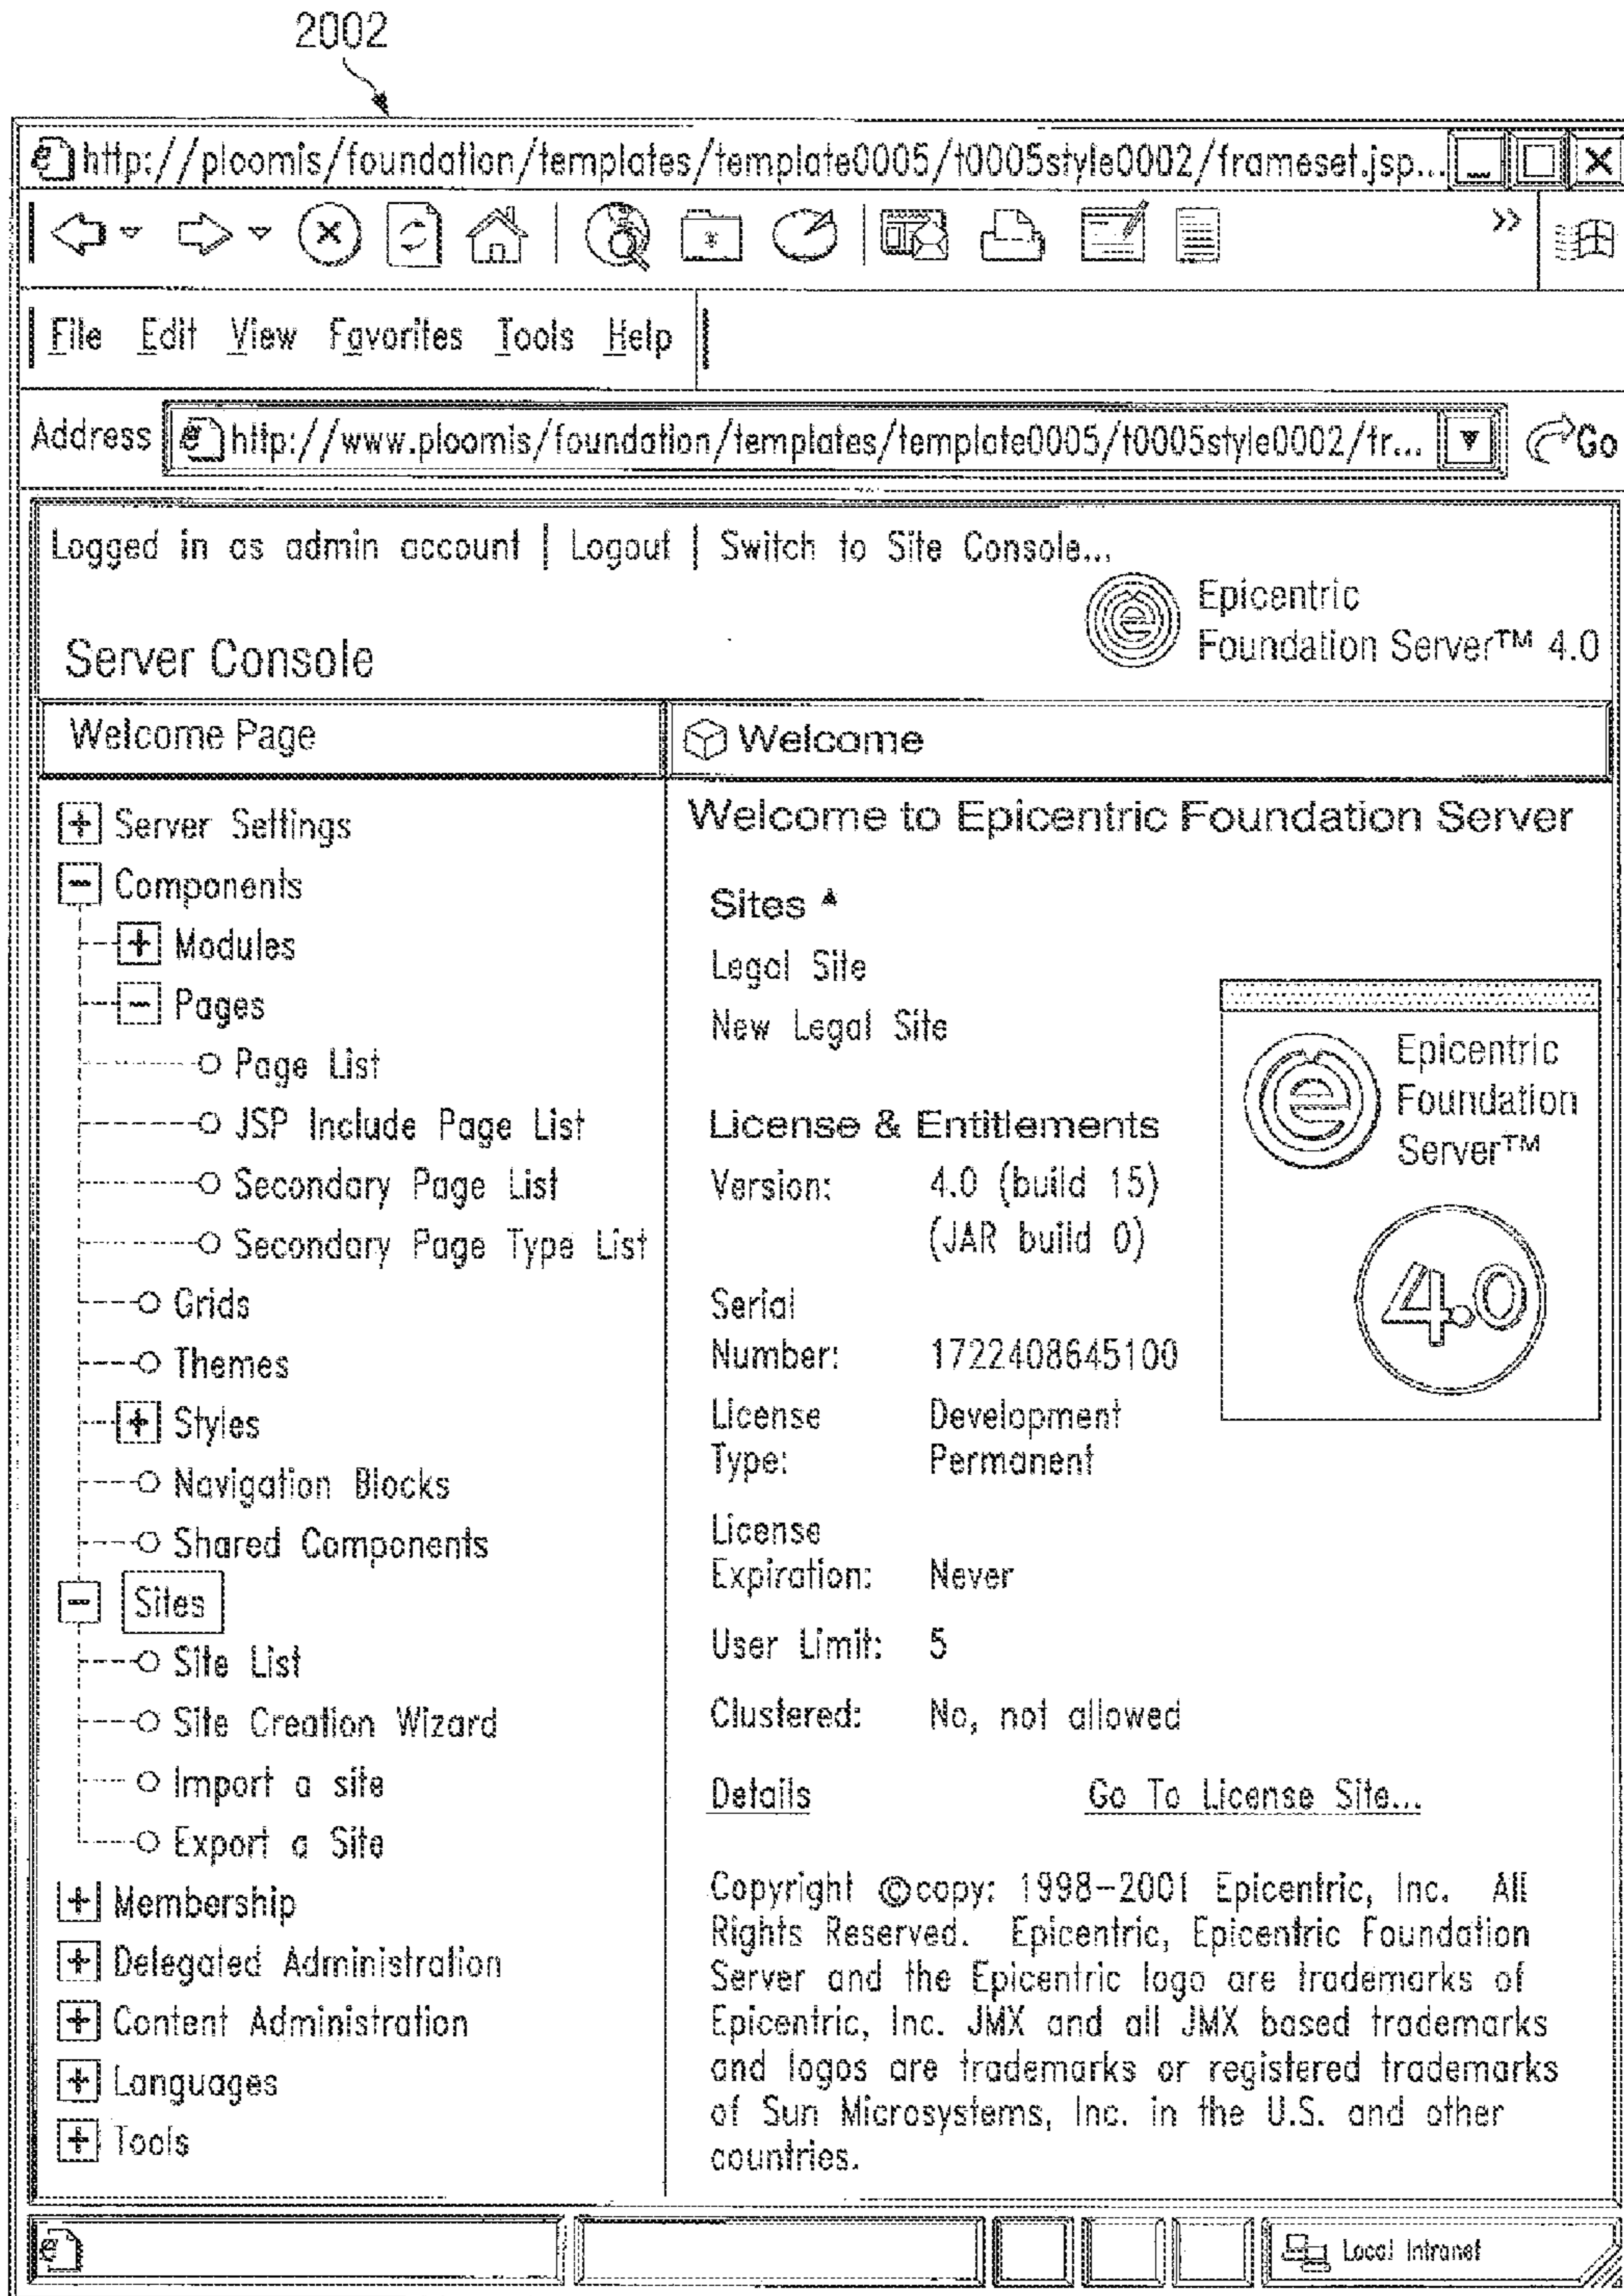 2002
http://ploomis/foundation/templates/template0005/t0005style0002/frameset.jsp...
File Edit View Favorites Tools Help
Address http://www.ploomis/foundation/templates/template0005/t0005style0002/fr... Go
Logged in as admin account | Logout | Switch to Site Console...
Epicentric
Foundation Server™ 4.0
Server Console
Welcome Page
Server Settings
Components
Modules
Pages
Page List
JSP Include Page List
Secondary Page List
Secondary Page Type List
Grids
Themes
Styles
Navigation Blocks
Shared Components
Sites
Site List
Site Creation Wizard
Import a site
Export a Site
Membership
Delegated Administration
Content Administration
Languages
Tools
Welcome
Welcome to Epicentric Foundation Server
Sites
Legal Site
New Legal Site
License & Entitlements
Version: 4.0 (build 15)
(JAR build 0)
Serial
Number: 1722408645100
License Development
Type: Permanent
License
Expiration: Never
User Limit: 5
Clustered: No, not allowed
Details Go To License Site...
Epicentric
Foundation
Server™
4.0
Copyright ©copy: 1998-2001 Epicentric, Inc. All
Rights Reserved. Epicentric, Epicentric Foundation
Server and the Epicentric logo are trademarks of
Epicentric, Inc. JMX and all JMX based trademarks
and logos are trademarks or registered trademarks
of Sun Microsystems, Inc. in the U.S. and other
countries.
Local Intranet